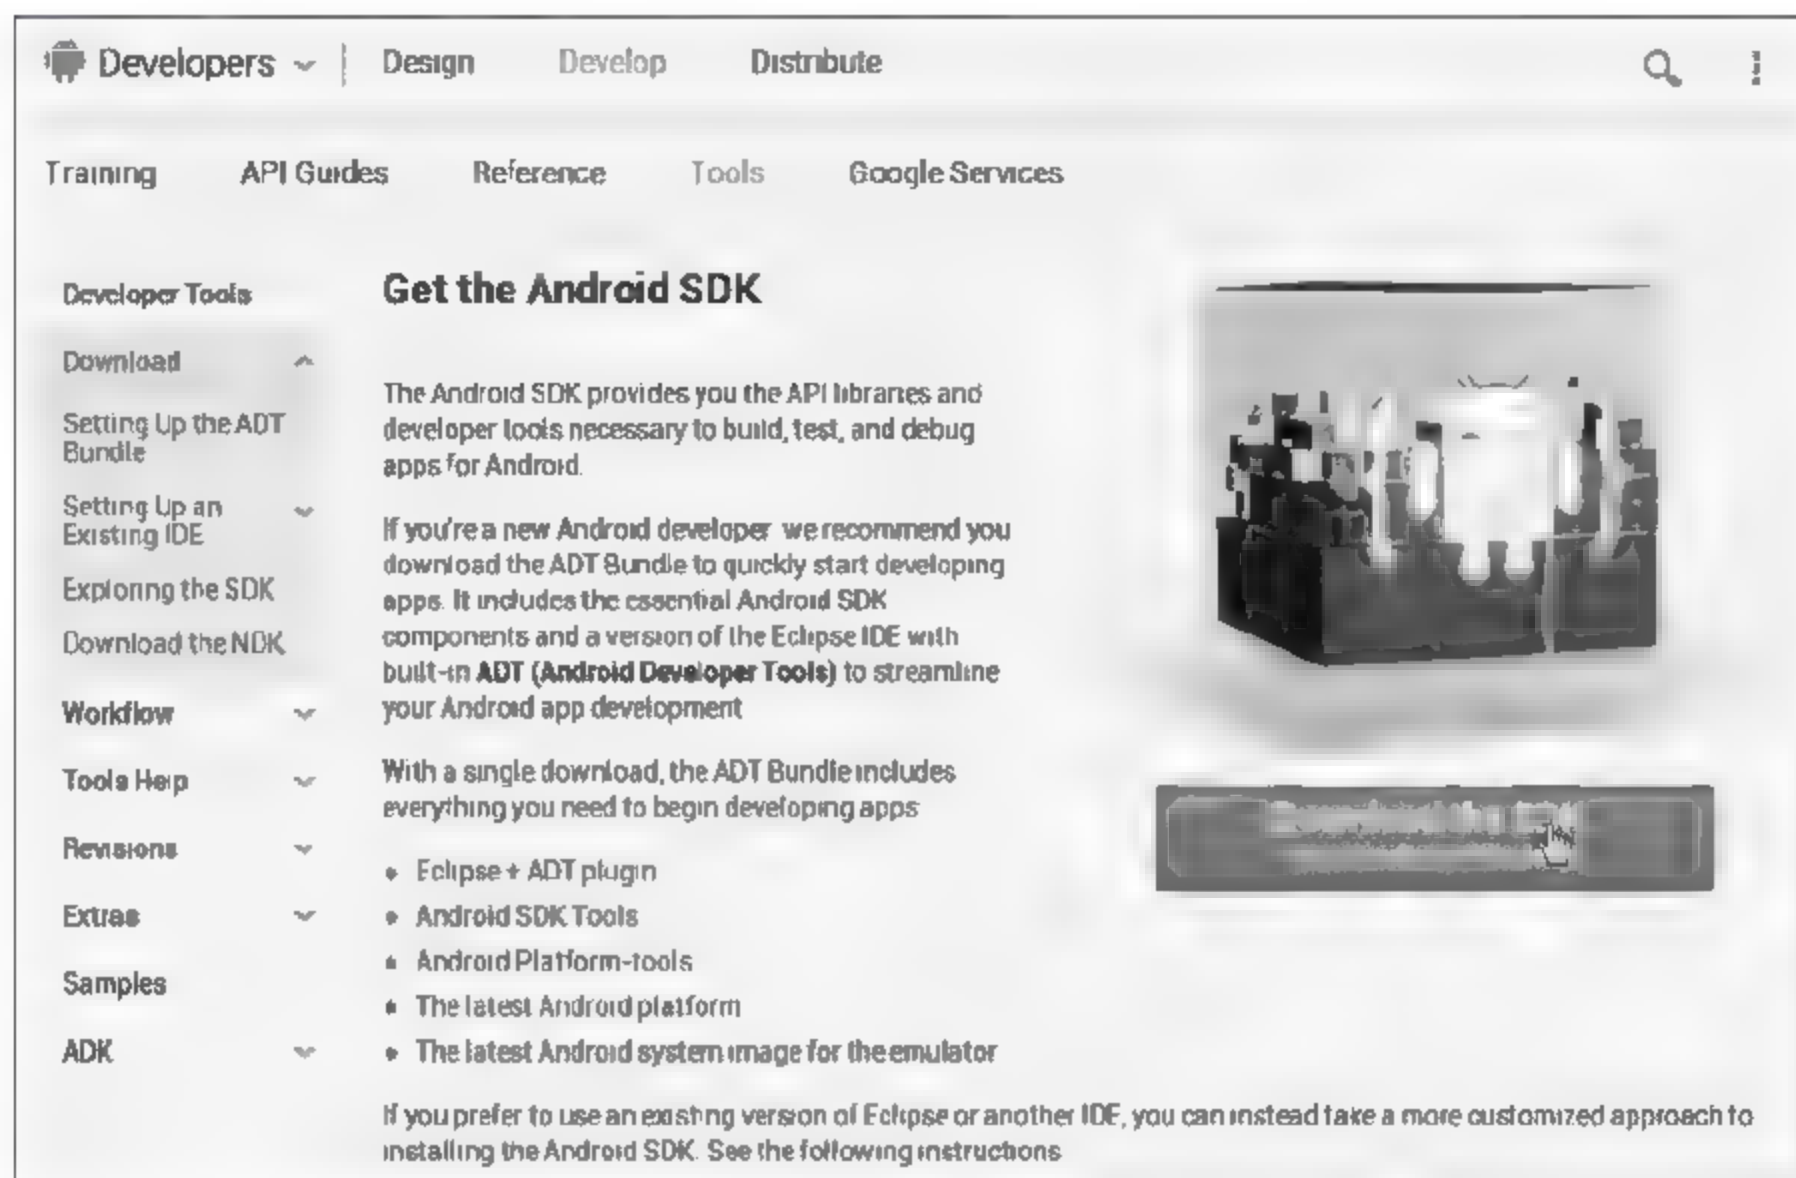 Developers
Design
Develop
Distribute
Training
API Guides
Reference
Tools
Google Services
Developer Tools
Download
Setting Up the ADT
Bundle
Setting Up an
Existing IDE
Exploring the SDK
Download the NDK
Workflow
Tools Help
Revisions
Extras
Samples
ADK
Get the Android SDK
The Android SDK provides you the API libraries and
developer tools necessary to build, test, and debug
apps for Android.
If you're a new Android developer we recommend you
download the ADT Bundle to quickly start developing
apps. It includes the essential Android SDK
components and a version of the Eclipse IDE with
built-in ADT (Android Developer Tools) to streamline
your Android app development
With a single download, the ADT Bundle includes
everything you need to begin developing apps
• Eclipse + ADT plugin
• Android SDK Tools
• Android Platform-tools
• The latest Android platform
• The latest Android system image for the emulator
If you prefer to use an existing version of Eclipse or another IDE, you can instead take a more customized approach to
installing the Android SDK. See the following instructions